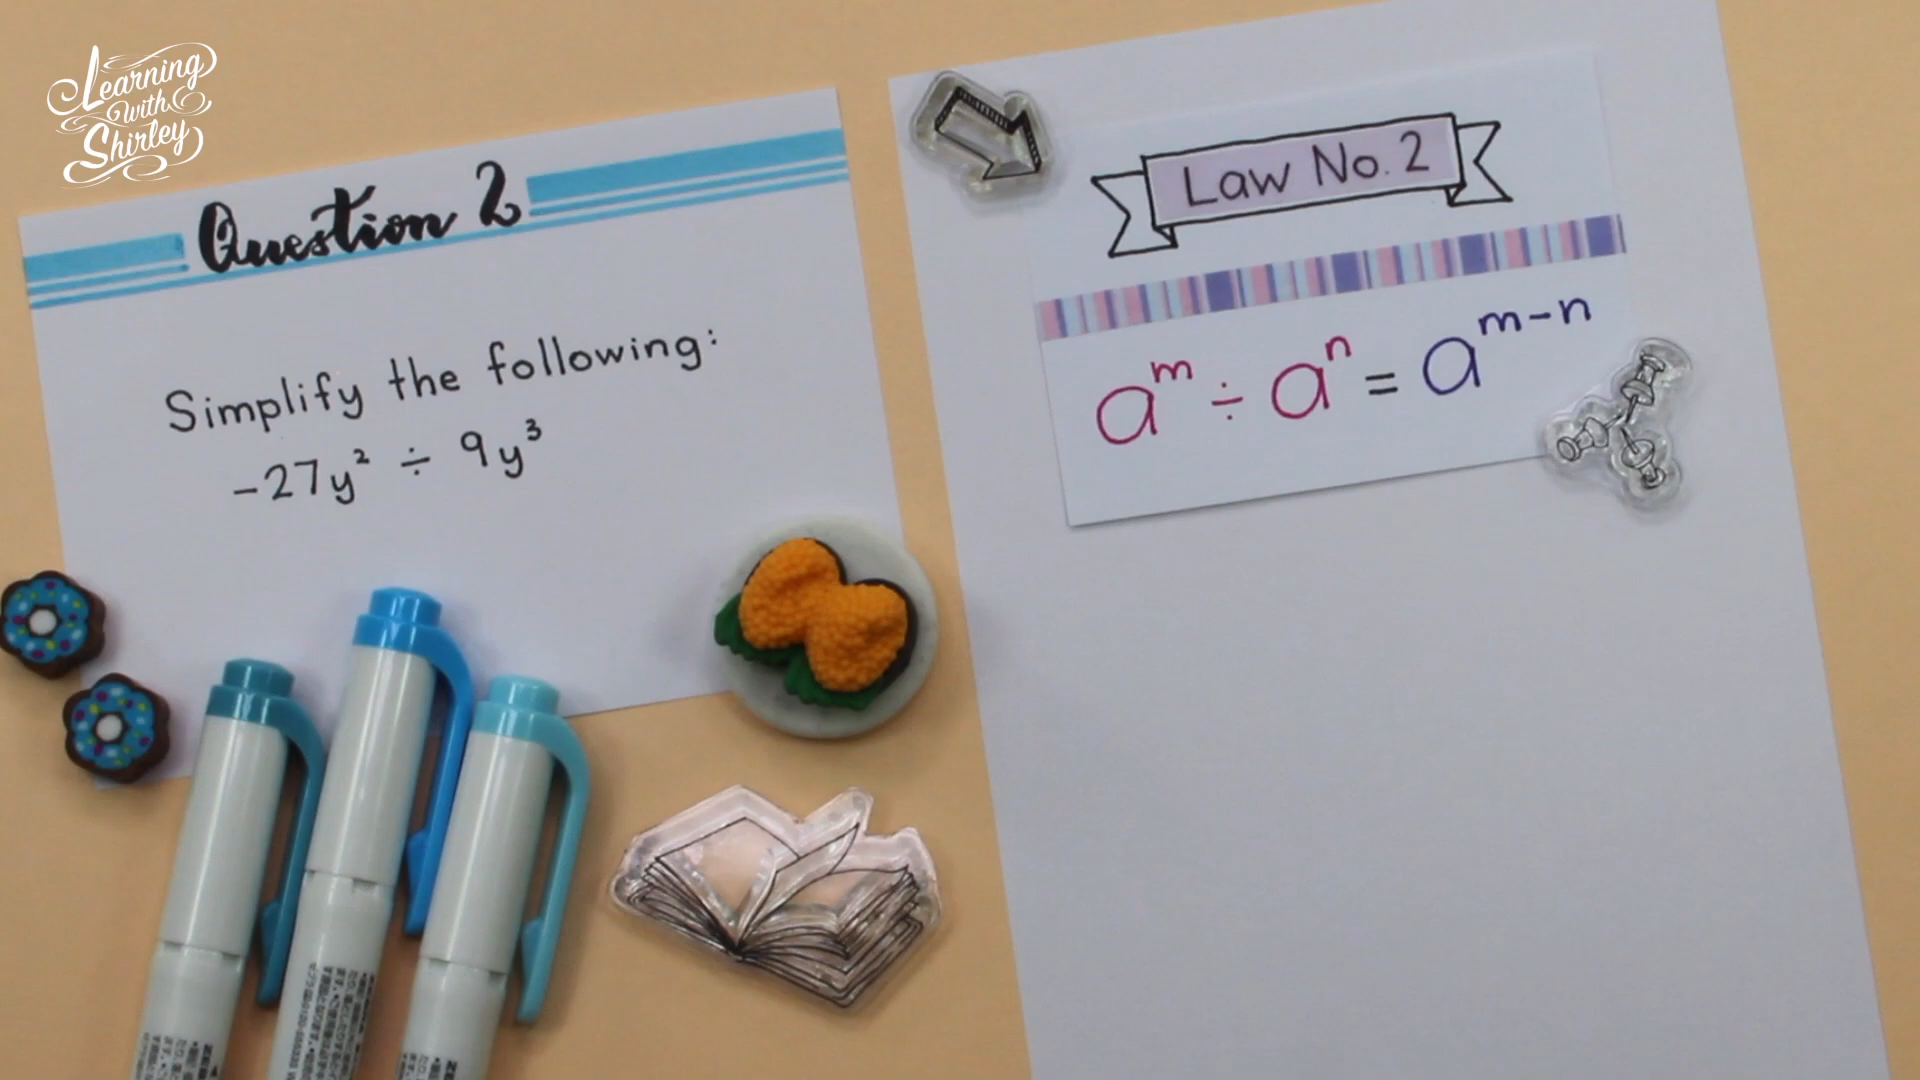 Learning
With
Shirley
Question 2
Simplify the following:
-27y² ÷ 9y³
Law No. 2
aᵐ ÷ aⁿ = aᵐ⁻ⁿ